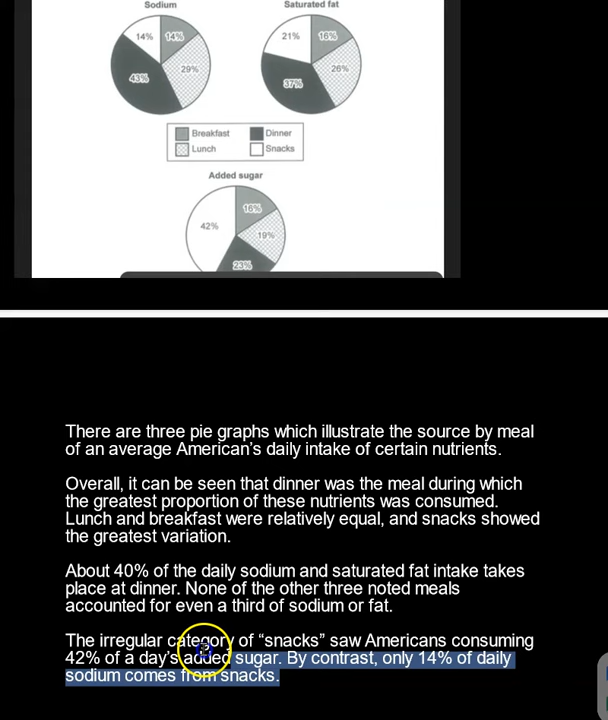 Sodium Saturated fat
14% 14% 21% 16%
29% 26%
43% 37%
Breakfast Dinner
Lunch Snacks
Added sugar
16%
42% 19%
23%
There are three pie graphs which illustrate the source by meal
of an average American's daily intake of certain nutrients.
Overall, it can be seen that dinner was the meal during which
the greatest proportion of these nutrients was consumed.
Lunch and breakfast were relatively equal, and snacks showed
the greatest variation.
About 40% of the daily sodium and saturated fat intake takes
place at dinner. None of the other three noted meals
accounted for even a third of sodium or fat.
The irregular category of “snacks” saw Americans consuming
42% of a day's added sugar. By contrast, only 14% of daily
sodium comes from snacks.